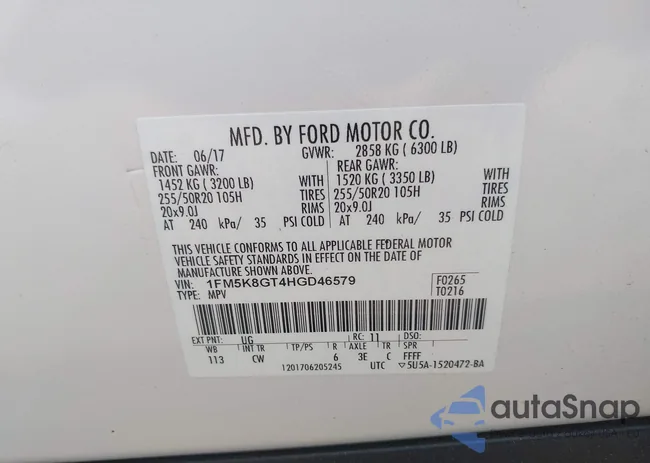 MFD. BY FORD MOTOR CO.
DATE: 06/17 GVWR: 2858 KG ( 6300 LB)
FRONT GAWR: REAR GAWR:
1452 KG ( 3200 LB) WITH 1520 KG ( 3350 LB) WITH
255/50R20 105H TIRES 255/50R20 105H TIRES
20x9.0J RIMS 20x9.0J RIMS
AT 240 kPa/ 35 PSI COLD AT 240 kPa/ 35 PSI COLD
THIS VEHICLE CONFORMS TO ALL APPLICABLE FEDERAL MOTOR
VEHICLE SAFETY STANDARDS IN EFFECT ON THE DATE OF
MANUFACTURE SHOWN ABOVE.
VIN: 1FM5K8GT4HGD46579 F0265
TYPE: MPV T0216
EXT PNT: UG RC: 11 DSO:
WB INT TR TP/PS R AXLE TR SPR
113 CW 6 3E C FFFF
1201706205245 UTC ▽5U5A-1520472-BA
autoSnap